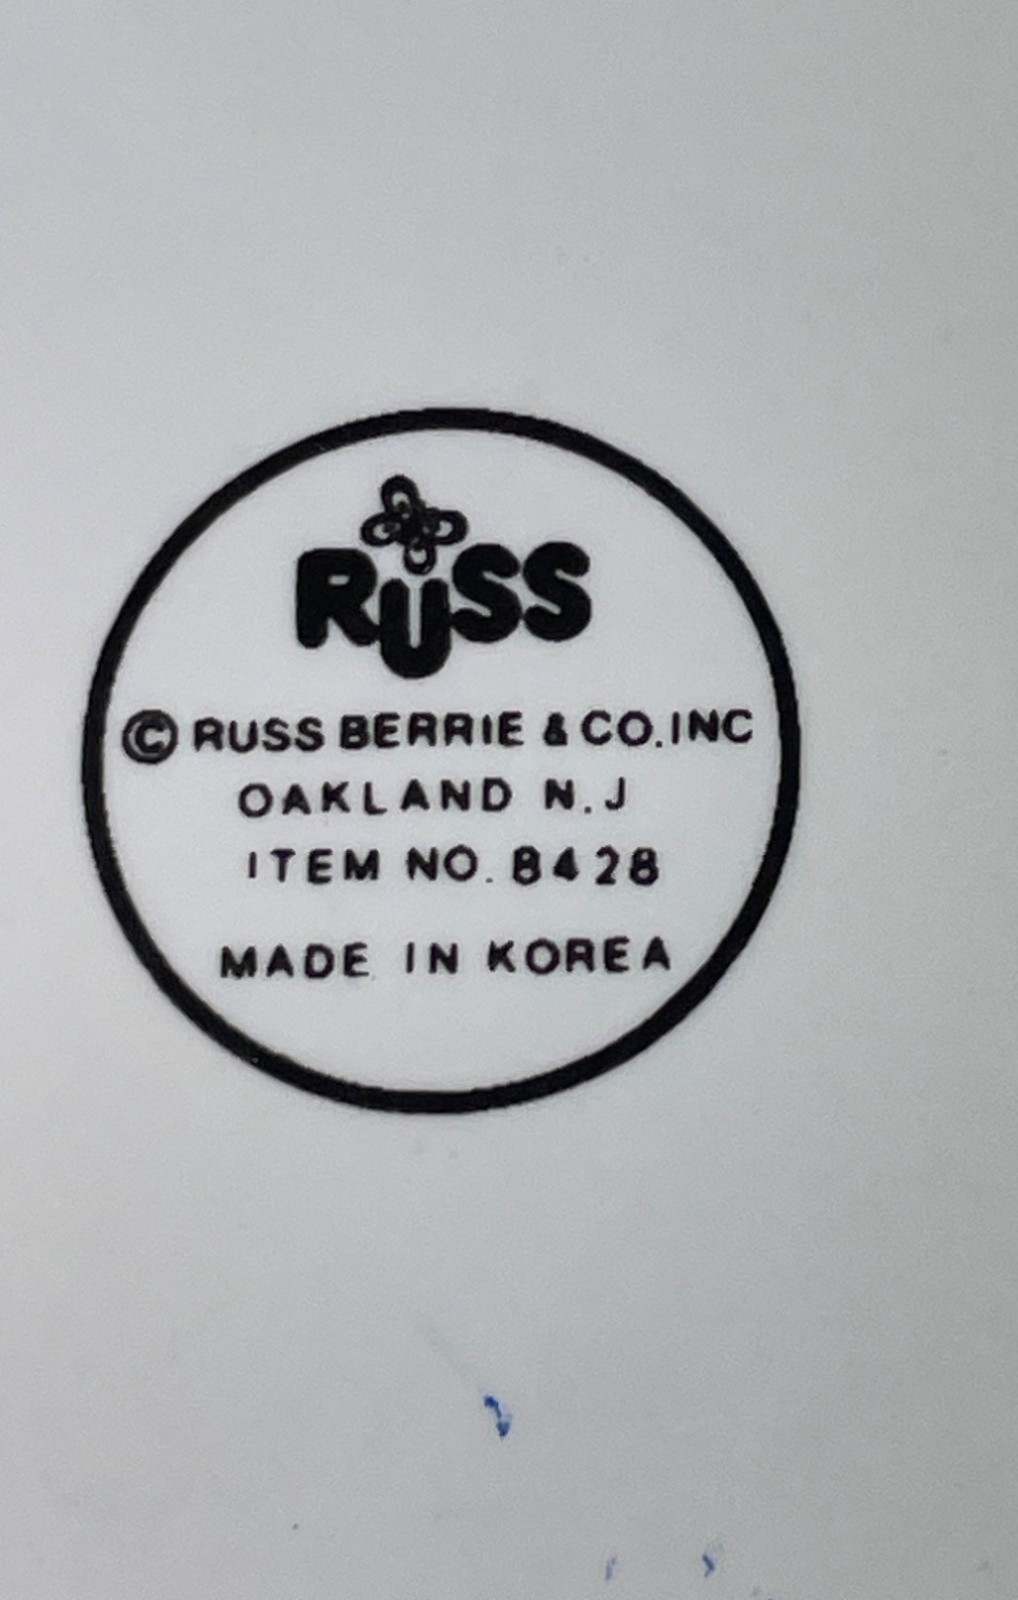 RUSS
© RUSS BERRIE & CO. INC
OAKLAND N.J
ITEM NO. 8428
MADE IN KOREA